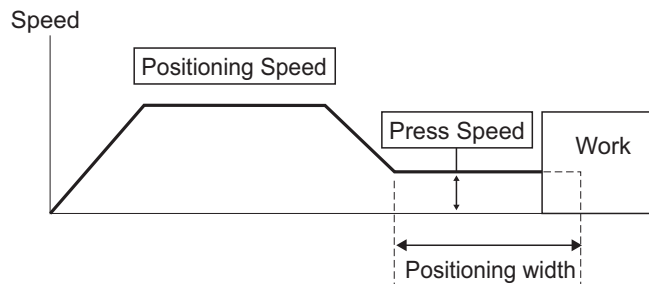 Speed
Positioning Speed
Press Speed
Work
Positioning width